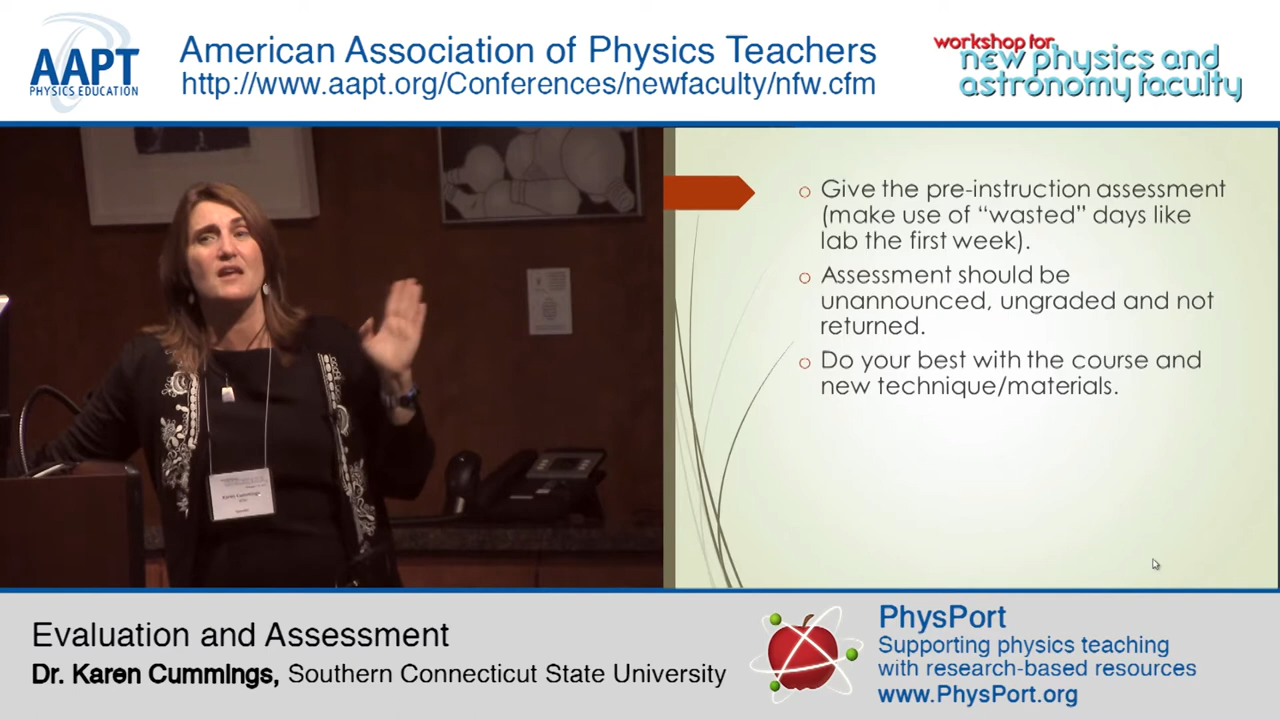 AAPT
PHYSICS EDUCATION
American Association of Physics Teachers
http://www.aapt.org/Conferences/newfaculty/nfw.cfm
workshop for
new physics and
astronomy faculty
Give the pre-instruction assessment
(make use of “wasted” days like
lab the first week).
Assessment should be
unannounced, ungraded and not
returned.
Do your best with the course and
new technique/materials.
Karen Cummings
Evaluation and Assessment
Dr. Karen Cummings, Southern Connecticut State University
PhysPort
Supporting physics teaching
with research-based resources
www.PhysPort.org